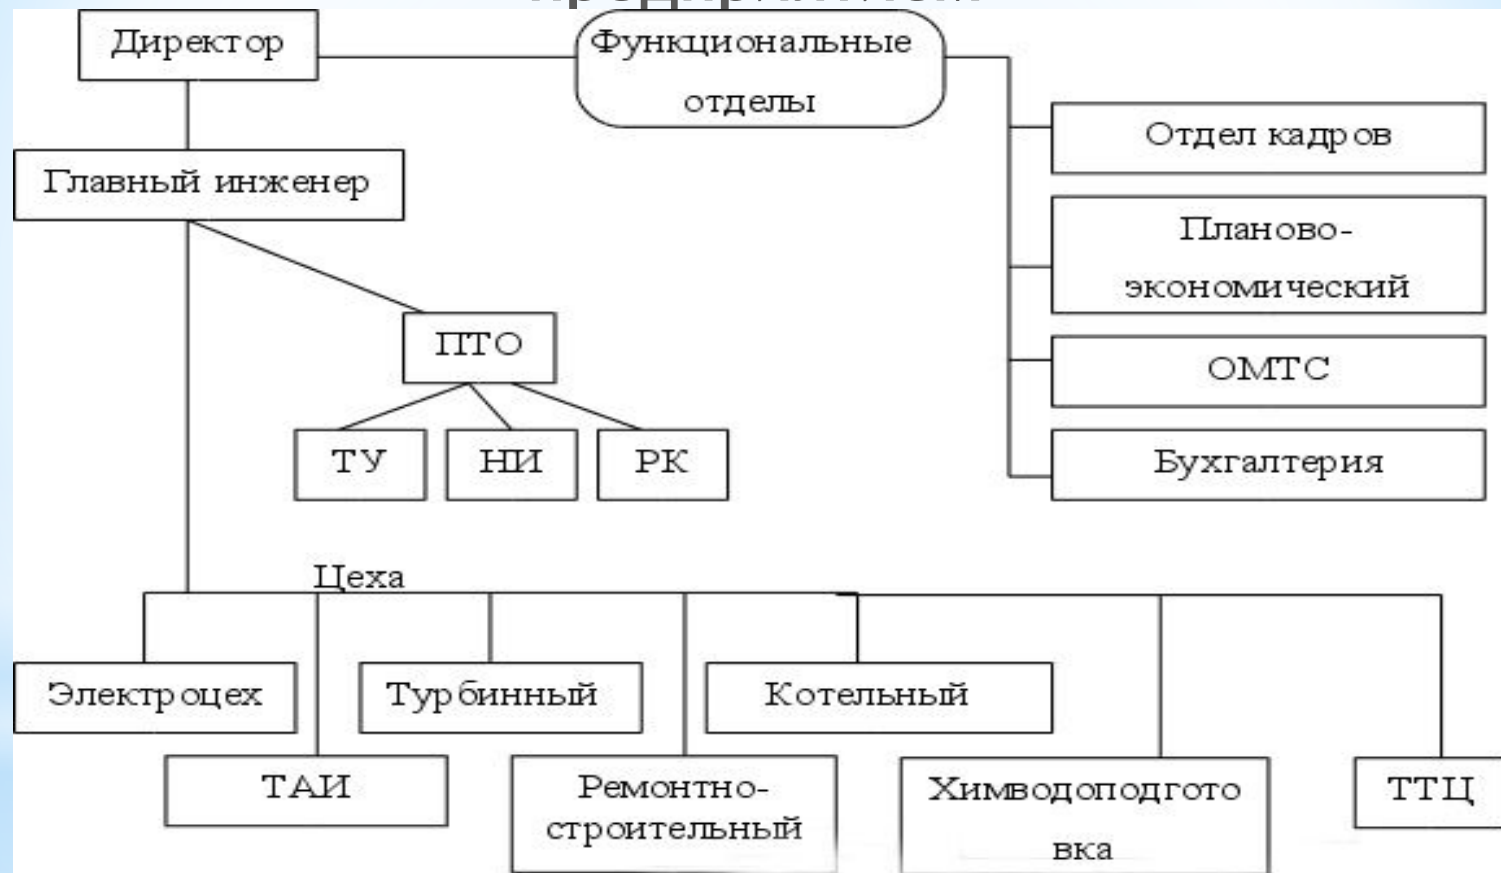 Директор
Функциональные
отделы
Отдел кадров
Главный инженер
Планово-
экономический
ПТО
ОМТС
ТУ
НИ
РК
Бухгалтерия
Цеха
Электроцех
Турбинный
Котельный
ТАИ
Ремонтно-
строительный
Химводоподгото
вка
ТТЦ